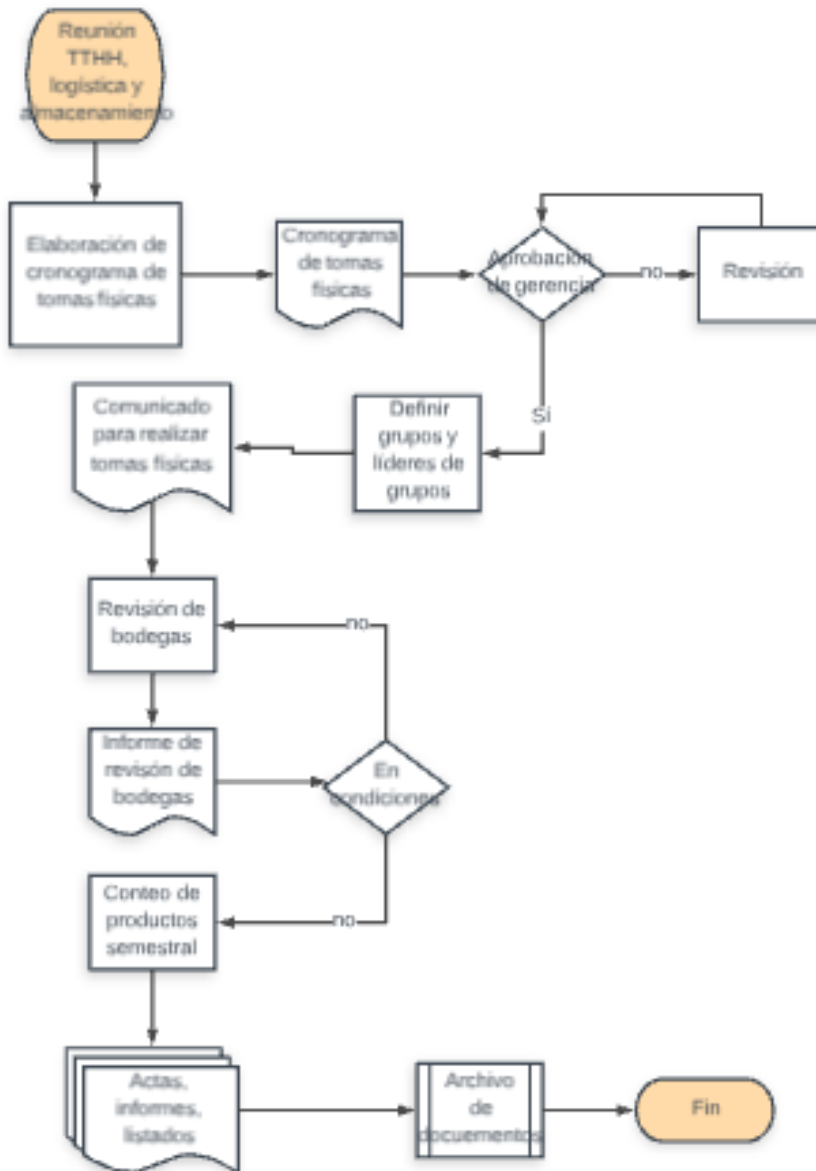 Reunión
TTHH,
logística y
almacenamiento
Elaboración de
cronograma de
tomas físicas
Cronograma
de tomas
físicas
Aprobación
de gerencia
no
Revisión
Si
Definir
grupos y
líderes de
grupos
Comunicado
para realizar
tomas físicas
Revisión de
bodegas
no
Informe de
revisón de
bodegas
En
condiciones
Conteo de
productos
semestral
no
Actas,
informes,
listados
Archivo
de
docuementos
Fin